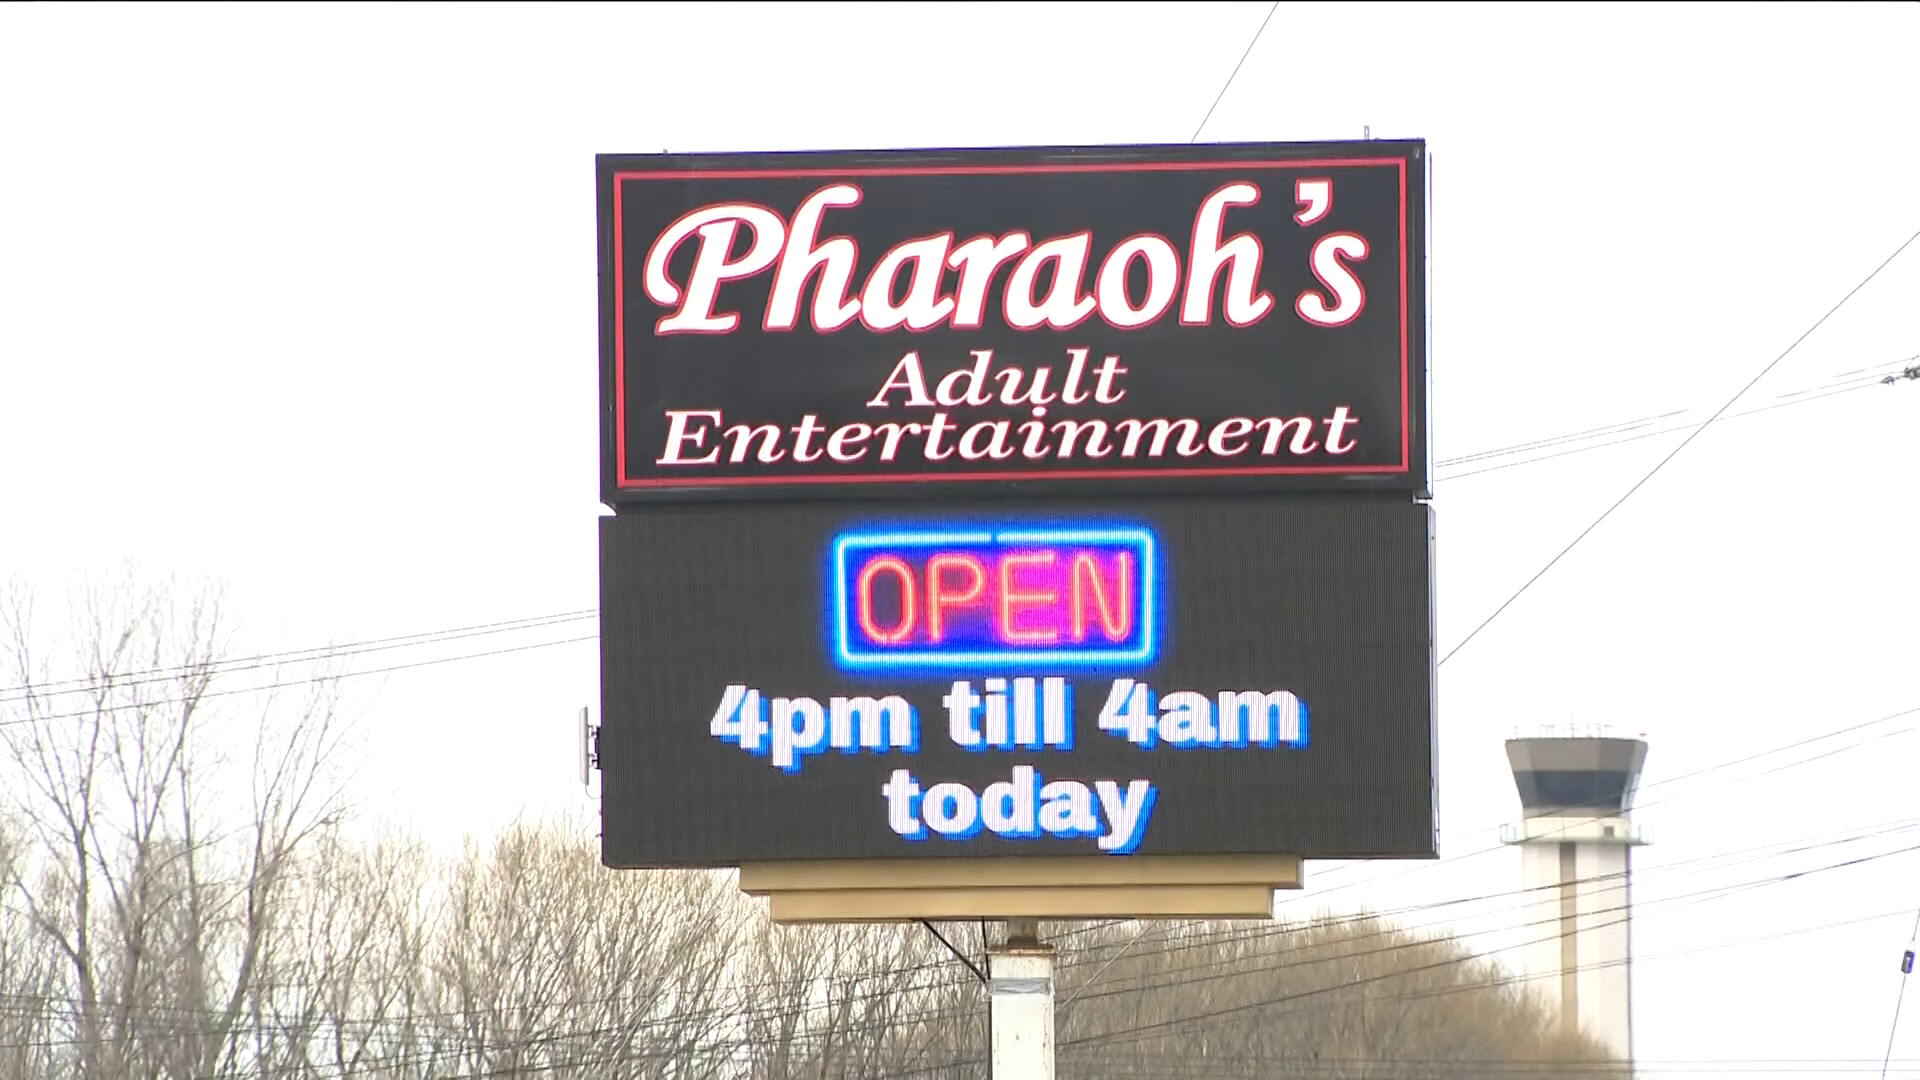 Pharaoh's
Adult
Entertainment
OPEN
4pm till 4am
today